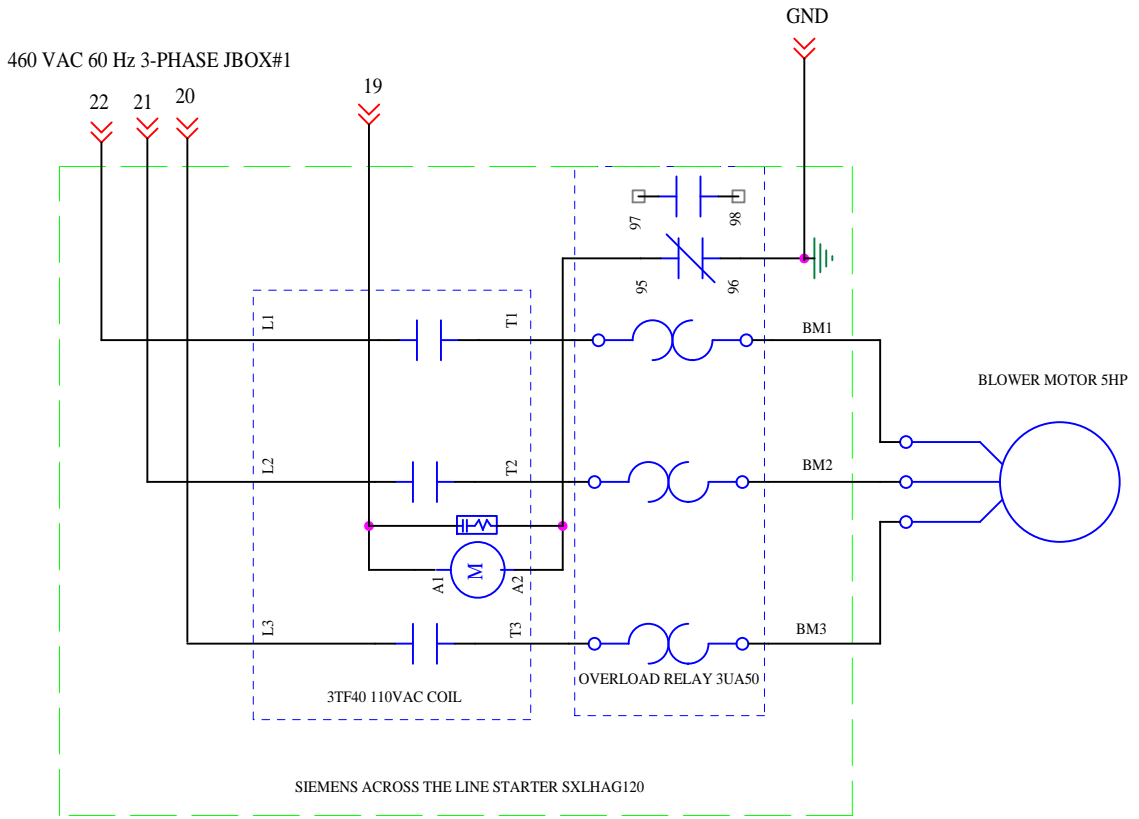 GND
460 VAC 60 Hz 3-PHASE JBOX#1
22
21
20
19
97
98
95
96
L1
T1
BM1
BLOWER MOTOR 5HP
L2
T2
BM2
A1
M
A2
L3
T3
BM3
OVERLOAD RELAY 3UA50
3TF40 110VAC COIL
SIEMENS ACROSS THE LINE STARTER SXLHAG120